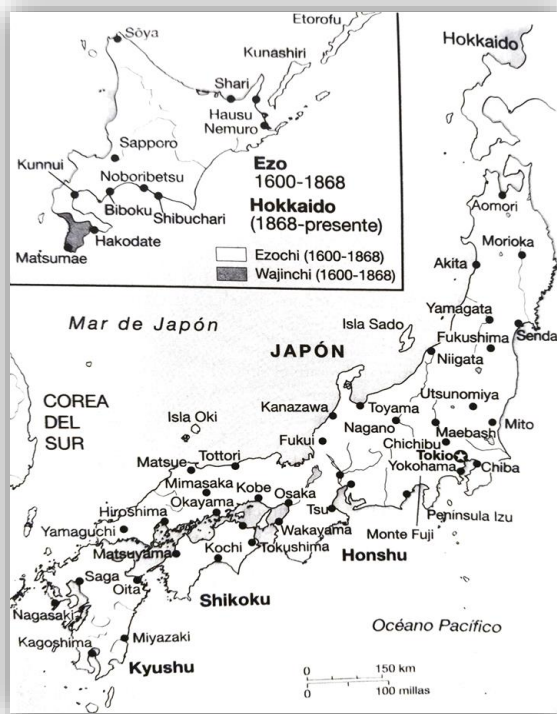 Etorofu
Sōya
Kunashiri
Hokkaido
Shari
Hausu
Nemuro
Sapporo
Ezo
1600-1868
Kunnui
Noboribetsu
Hokkaido
(1868-presente)
Biboku
Shibuchari
Hakodate
Matsumae
Ezochi (1600-1868)
Wajinchi (1600-1868)
Aomori
Morioka
Akita
Mar de Japón
Isla Sado
Yamagata
Fukushima
Senda
JAPÓN
Niigata
COREA
DEL
SUR
Utsunomiya
Isla Oki
Kanazawa
Toyama
Nagano
Maebash
Mito
Fukui
Chichibu
Tokio
Matsue
Tottori
Yokohama
Chiba
Mimasaka
Kobe
Osaka
Okayama
Tsu
Península Izu
Hiroshima
Wakayama
Monte Fuji
Yamaguchi
Matsuyama
Kochi
Tokushima
Honshu
Saga
Oita
Shikoku
Nagasaki
Océano Pacífico
Kagoshima
Miyazaki
Kyushu
0 150 km
0 100 millas